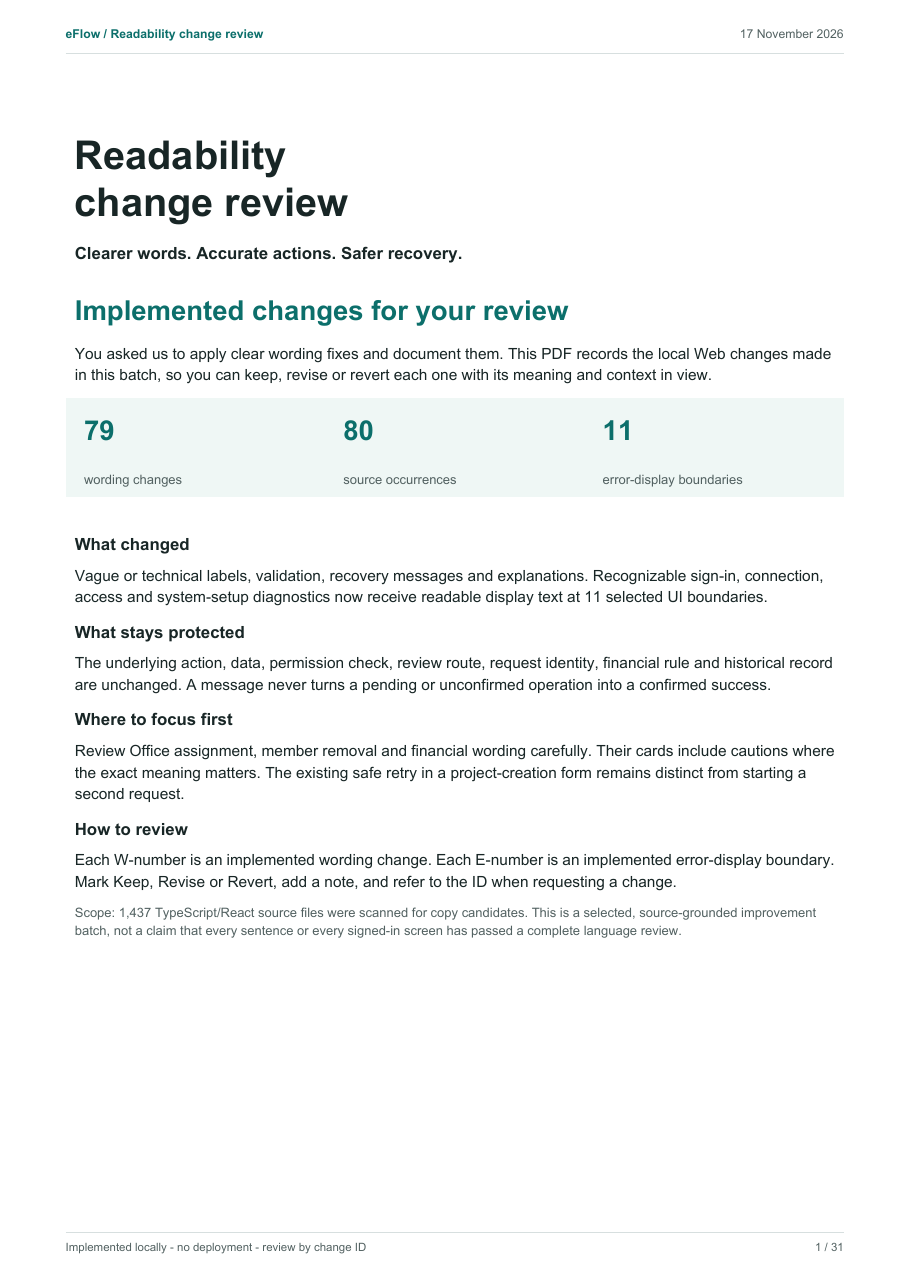 eFlow / Readability change review
17 November 2026
Readability
change review
Clearer words. Accurate actions. Safer recovery.
Implemented changes for your review
You asked us to apply clear wording fixes and document them. This PDF records the local Web changes made
in this batch, so you can keep, revise or revert each one with its meaning and context in view.
79
80
11
wording changes
source occurrences
error-display boundaries
What changed
Vague or technical labels, validation, recovery messages and explanations. Recognizable sign-in, connection,
access and system-setup diagnostics now receive readable display text at 11 selected UI boundaries.
What stays protected
The underlying action, data, permission check, review route, request identity, financial rule and historical record
are unchanged. A message never turns a pending or unconfirmed operation into a confirmed success.
Where to focus first
Review Office assignment, member removal and financial wording carefully. Their cards include cautions where
the exact meaning matters. The existing safe retry in a project-creation form remains distinct from starting a
second request.
How to review
Each W-number is an implemented wording change. Each E-number is an implemented error-display boundary.
Mark Keep, Revise or Revert, add a note, and refer to the ID when requesting a change.
Scope: 1,437 TypeScript/React source files were scanned for copy candidates. This is a selected, source-grounded improvement
batch, not a claim that every sentence or every signed-in screen has passed a complete language review.
Implemented locally - no deployment - review by change ID
1 / 31